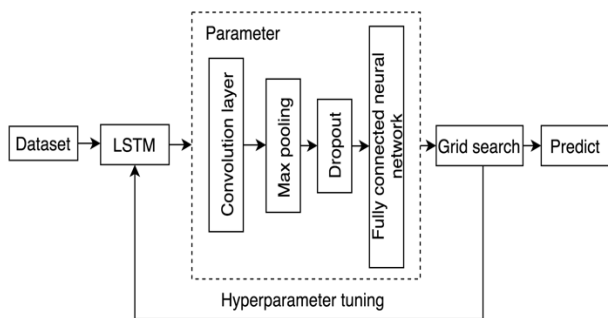 Parameter
Dataset
LSTM
Convolution layer
Max pooling
Dropout
Fully connected neural
network
Grid search
Predict
Hyperparameter tuning